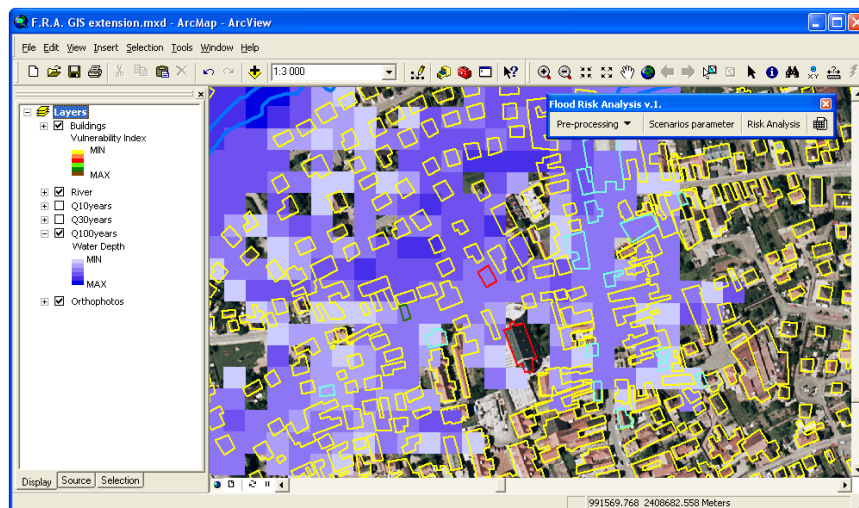 F.R.A. GIS extension.mxd - ArcMap - ArcView
File Edit View Insert Selection Tools Window Help
1:3 000
Flood Risk Analysis v.1.
Pre-processing Scenarios parameter Risk Analysis
Layers
Buildings
Vulnerability Index
MIN
MAX
River
Q10years
Q30years
Q100years
Water Depth
MIN
MAX
Orthophotos
Display Source Selection
991569.768 2408682.558 Meters